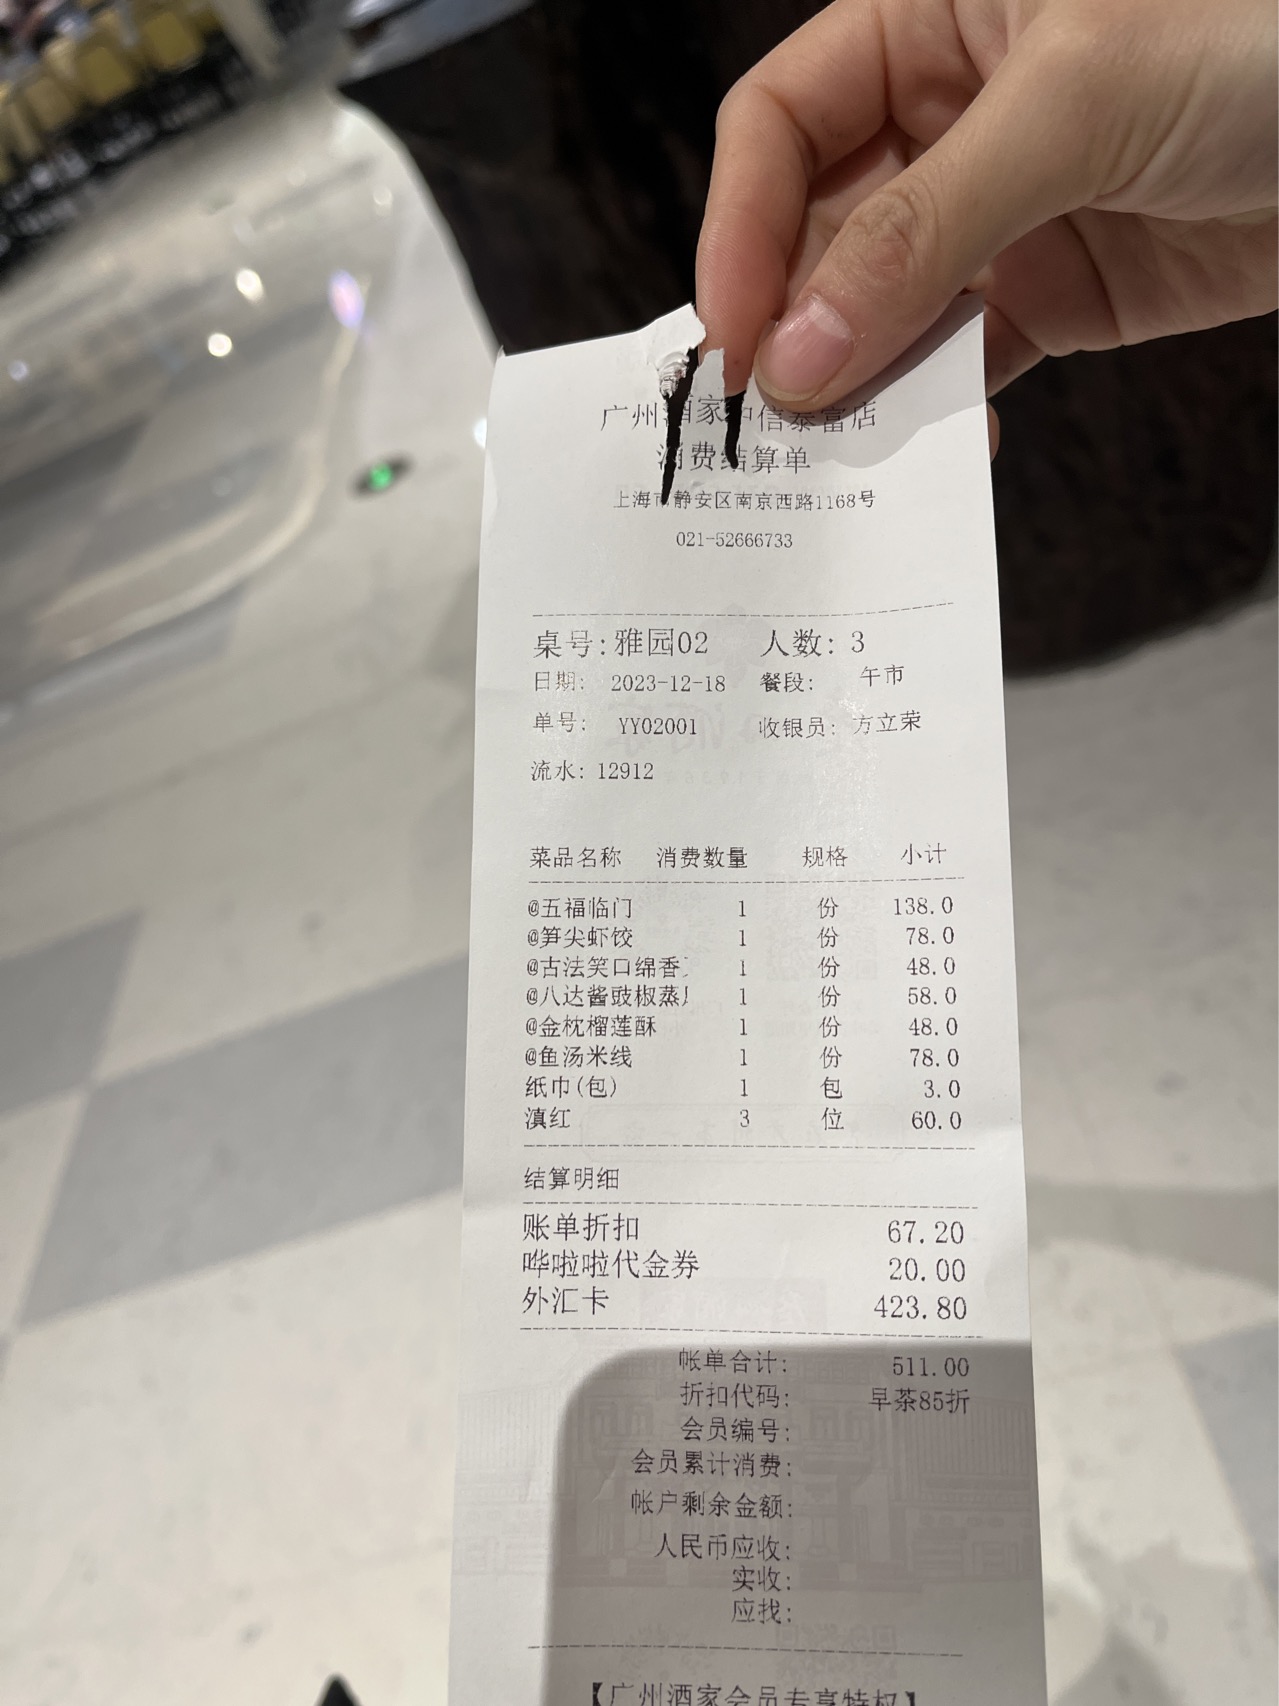 广州酒家中信泰富店
消费结算单
上海市静安区南京西路1168号
021-52666733
桌号:雅园02 人数: 3
日期: 2023-12-18 餐段: 午市
单号: YY02001 收银员: 方立荣
流水: 12912
菜品名称 消费数量 规格 小计
@五福临门 1 份 138.0
@笋尖虾饺 1 份 78.0
@古法笑口绵香 1 份 48.0
@八达酱豉椒蒸 1 份 58.0
@金枕榴莲酥 1 份 48.0
@鱼汤米线 1 份 78.0
纸巾(包) 1 包 3.0
滇红 3 位 60.0
结算明细
账单折扣 67.20
哗啦啦代金券 20.00
外汇卡 423.80
帐单合计: 511.00
折扣代码: 早茶85折
会员编号:
会员累计消费:
帐户剩余金额:
人民币应收:
实收:
应找:
【广州酒家会员专享特权】